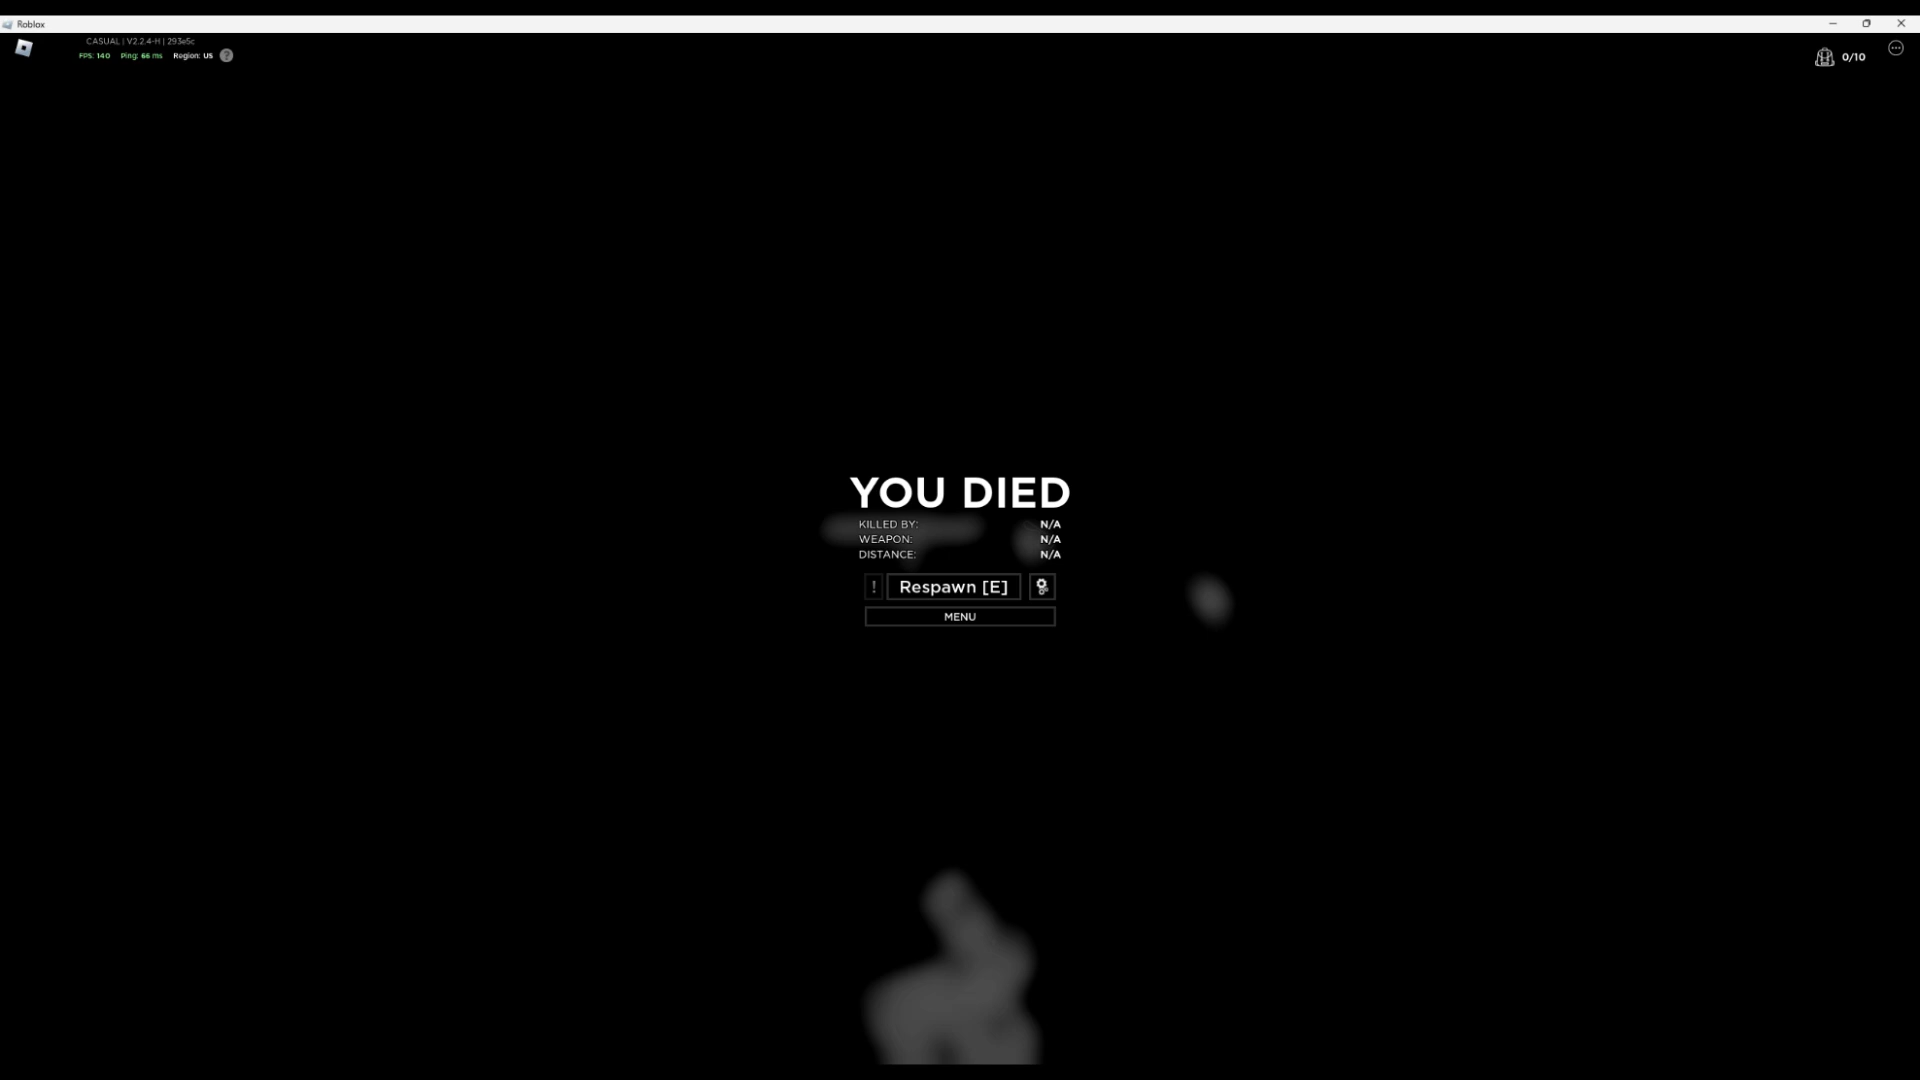 Roblox
CASUAL | V2.2.4-H | 293e5c
FPS: 140 Ping: 66 ms Region: US ?
0/10
YOU DIED
KILLED BY: N/A
WEAPON: N/A
DISTANCE: N/A
! Respawn [E]
MENU